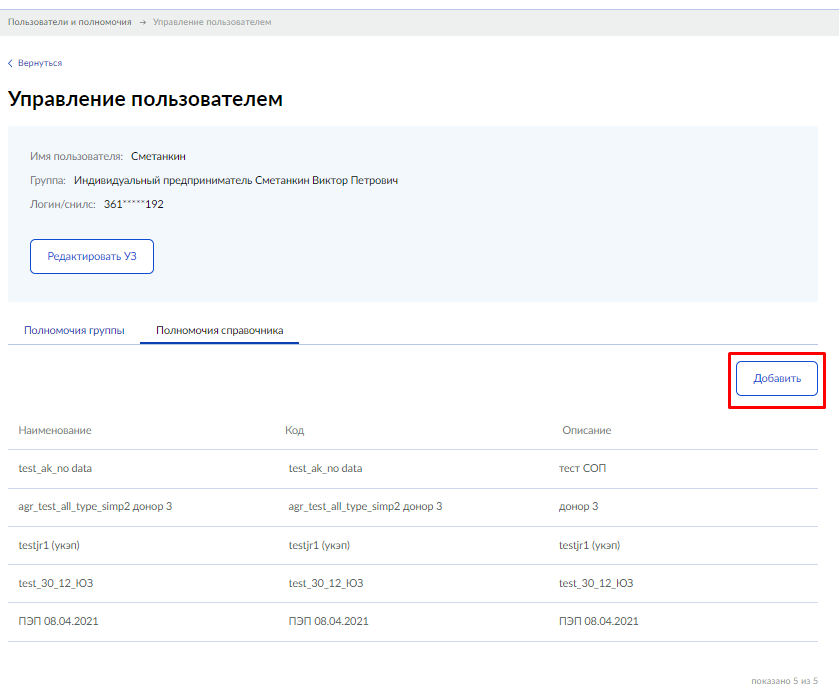 Пользователи и полномочия → Управление пользователем
Вернуться
Управление пользователем
Имя пользователя: Сметанкин
Группа: Индивидуальный предприниматель Сметанкин Виктор Петрович
Логин/снилс: 361*****192
Редактировать УЗ
Полномочия группы Полномочия справочника
Добавить
Наименование Код Описание
test_ak_no data test_ak_no data тест СОП
agr_test_all_type_simp2 донор 3 agr_test_all_type_simp2 донор 3 донор 3
testjr1 (укэп) testjr1 (укэп) testjr1 (укэп)
test_30_12_ЮЗ test_30_12_ЮЗ test_30_12_ЮЗ
ПЭП 08.04.2021 ПЭП 08.04.2021 ПЭП 08.04.2021
показано 5 из 5